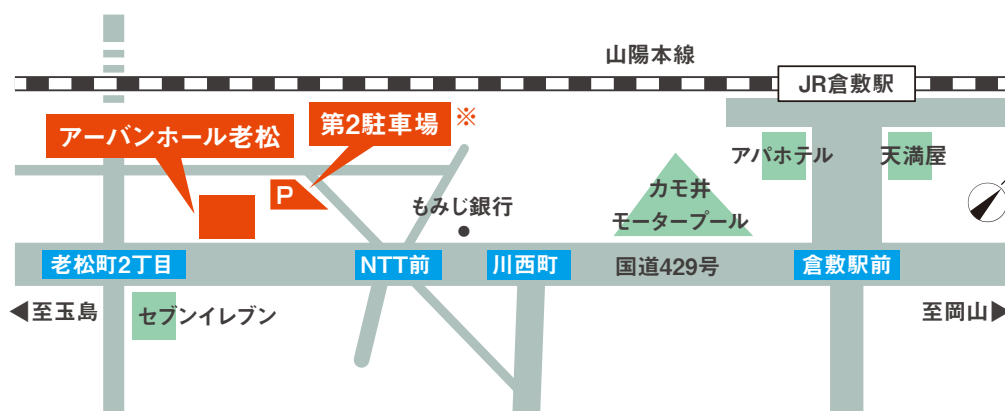 山陽本線
JR倉敷駅
アーバンホール老松
第2駐車場 ※
P
アパホテル
天満屋
カモ井
モータープール
もみじ銀行
老松町2丁目
NTT前
川西町
国道429号
倉敷駅前
◀至玉島
セブンイレブン
至岡山▶